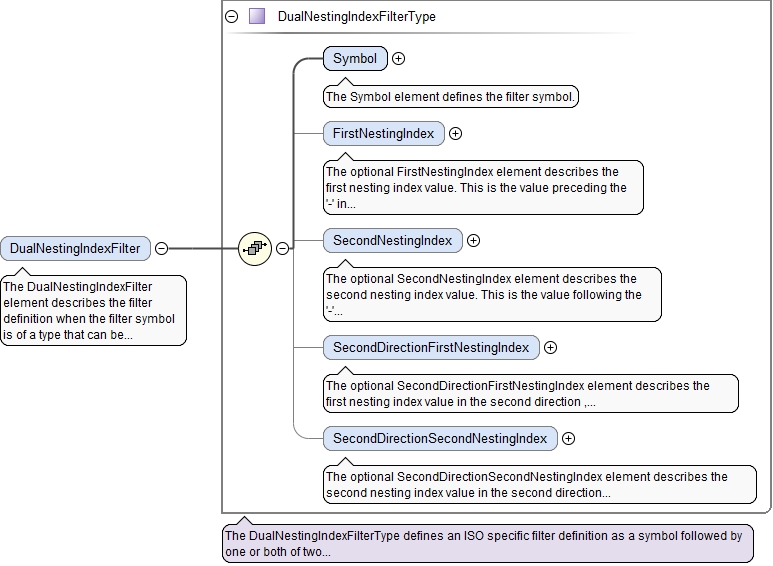 DualNestingIndexFilterType
Symbol
The Symbol element defines the filter symbol.
FirstNestingIndex
The optional FirstNestingIndex element describes the
first nesting index value. This is the value preceding the
'-' in...
SecondNestingIndex
The optional SecondNestingIndex element describes the
second nesting index value. This is the value following the
'-'...
DualNestingIndexFilter
The DualNestingIndexFilter
element describes the filter
definition when the filter symbol
is of a type that can be...
SecondDirectionFirstNestingIndex
The optional SecondDirectionFirstNestingIndex element describes the
first nesting index value in the second direction ,...
SecondDirectionSecondNestingIndex
The optional SecondDirectionSecondNestingIndex element describes the
second nesting index value in the second direction...
The DualNestingIndexFilterType defines an ISO specific filter definition as a symbol followed by
one or both of two...